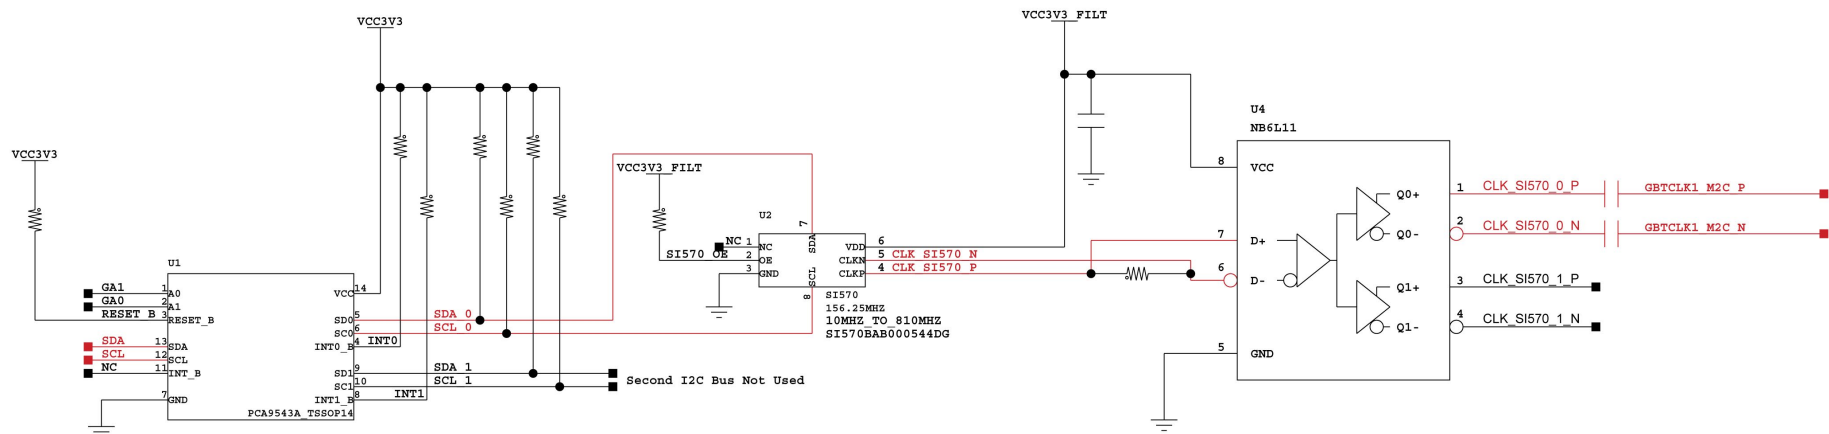 VCC3V3
VCC3V3
U1
GA1 1 A0
GA0 2 A1
RESET_B 3 RESET_B
SDA 13 SDA
SCL 12 SCL
NC 11 INT_B
7 GND
VCC 14
SD0 5 SDA_0
SC0 6 SCL_0
INT0_B 4 INT0
SD1 9 SDA_1
SC1 10 SCL_1
INT1_B 8 INT1
PCA9543A_TSSOP14
Second I2C Bus Not Used
VCC3V3_FILT
U2
NC 1 NC
SI570_OE 2 OE
3 GND
7 SDA
8 SCL
VDD 6
CLKN 5 CLK_SI570_N
CLKP 4 CLK_SI570_P
SI570
156.25MHZ
10MHZ_TO_810MHZ
SI570BAB000544DG
VCC3V3_FILT
U4
NB6L11
8 VCC
7 D+
6 D-
5 GND
Q0+ 1 CLK_SI570_0_P GBTCLK1_M2C_P
Q0- 2 CLK_SI570_0_N GBTCLK1_M2C_N
Q1+ 3 CLK_SI570_1_P
Q1- 4 CLK_SI570_1_N